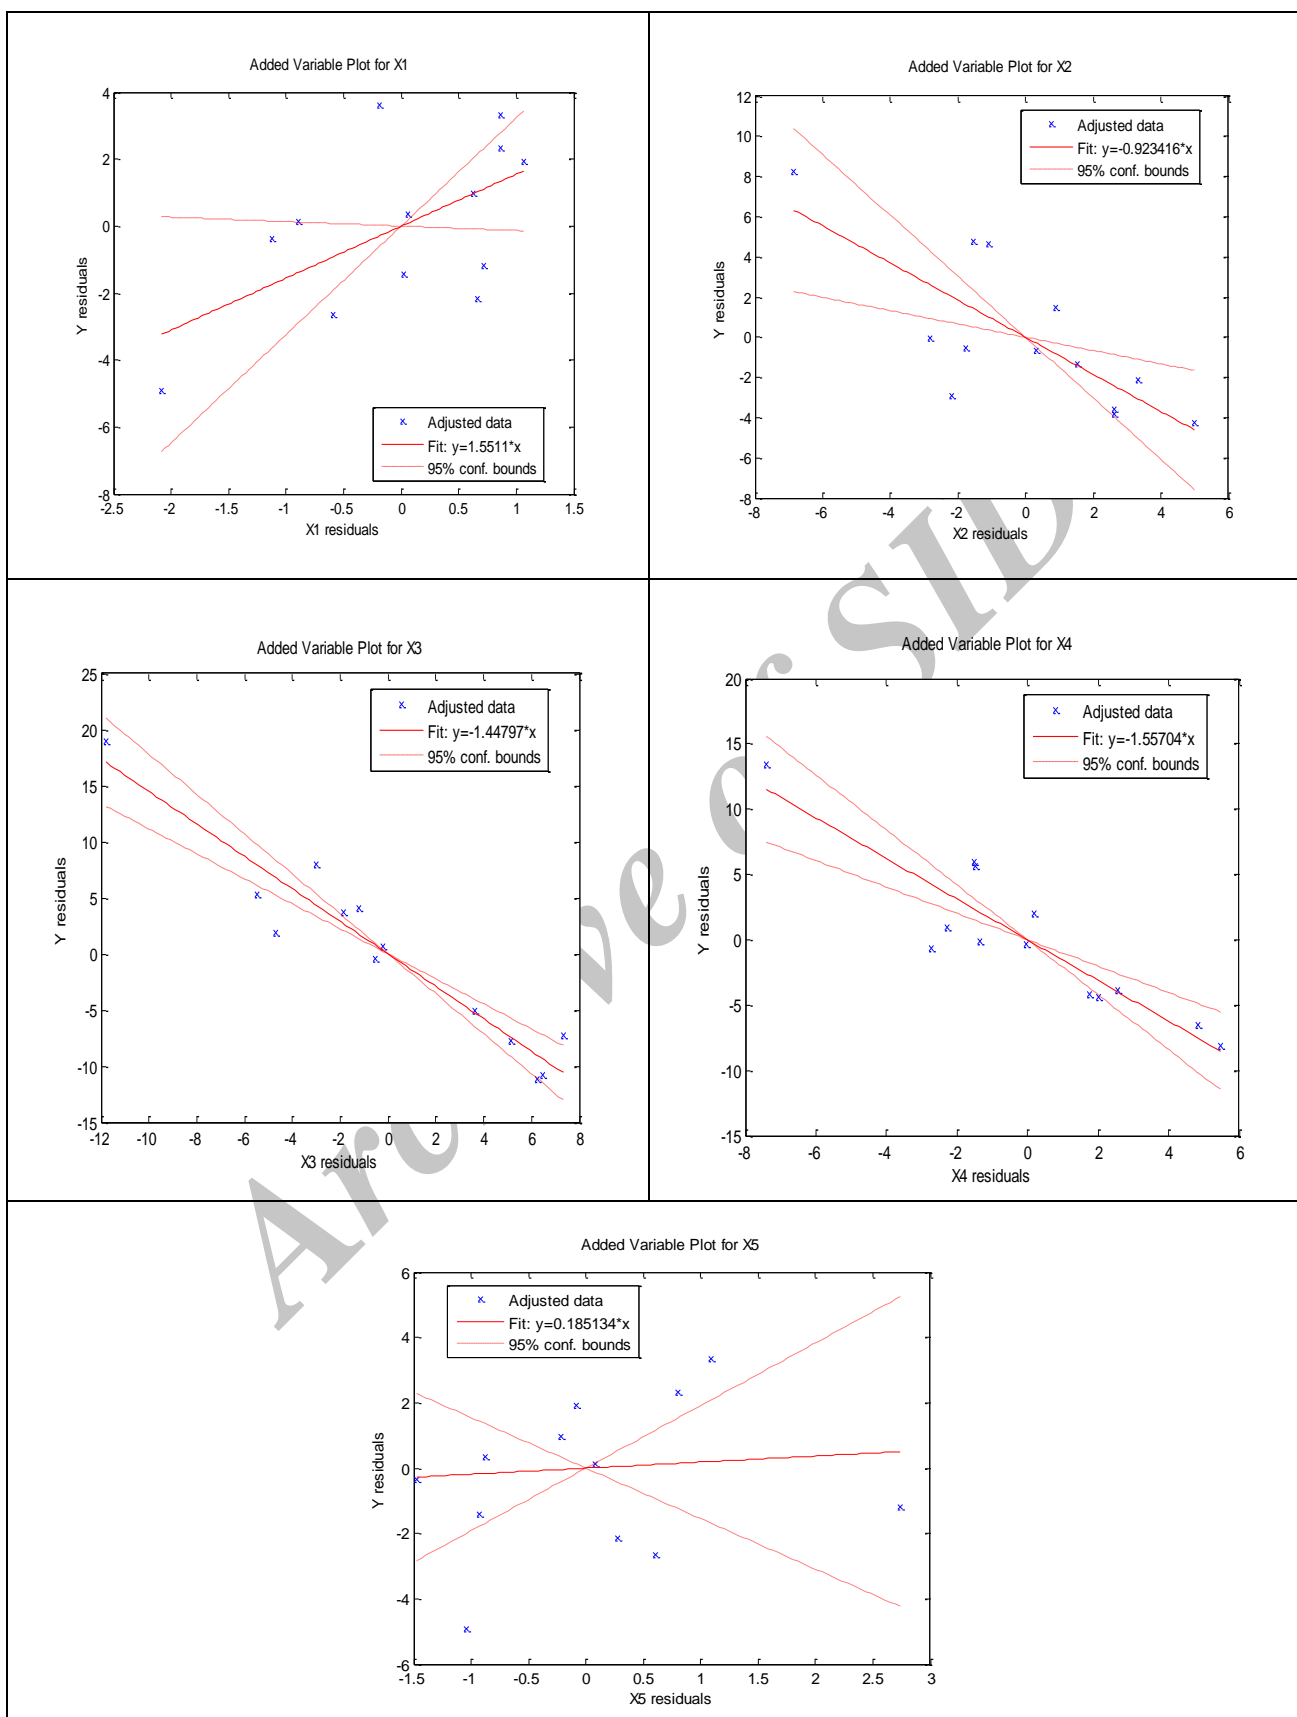 Added Variable Plot for X1
4
2
0
-2
-4
-6
-8
Y residuals
Adjusted data
Fit: y=1.5511*x
95% conf. bounds
-2.5 -2 -1.5 -1 -0.5 0 0.5 1 1.5
X1 residuals
Added Variable Plot for X2
12
10
8
6
4
2
0
-2
-4
-6
-8
Y residuals
Adjusted data
Fit: y=-0.923416*x
95% conf. bounds
-8 -6 -4 -2 0 2 4 6
X2 residuals
Added Variable Plot for X3
25
20
15
10
5
0
-5
-10
-15
Y residuals
Adjusted data
Fit: y=-1.44797*x
95% conf. bounds
-12 -10 -8 -6 -4 -2 0 2 4 6 8
X3 residuals
Added Variable Plot for X4
20
15
10
5
0
-5
-10
-15
Y residuals
Adjusted data
Fit: y=-1.55704*x
95% conf. bounds
-8 -6 -4 -2 0 2 4 6
X4 residuals
Added Variable Plot for X5
6
4
2
0
-2
-4
-6
Y residuals
Adjusted data
Fit: y=0.185134*x
95% conf. bounds
-1.5 -1 -0.5 0 0.5 1 1.5 2 2.5 3
X5 residuals
Archive of SID